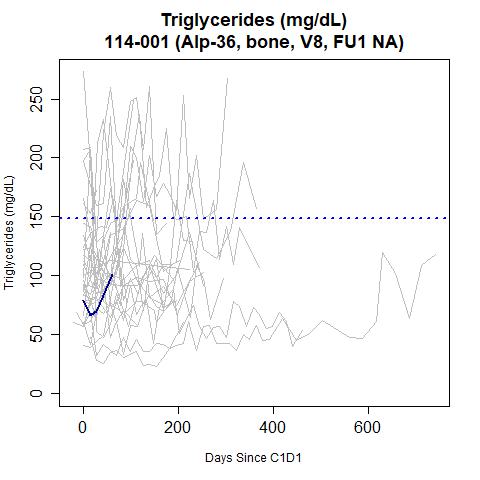 Triglycerides (mg/dL)
114-001 (Alp-36, bone, V8, FU1 NA)
Triglycerides (mg/dL)
250
200
150
100
50
0
0
200
400
600
Days Since C1D1